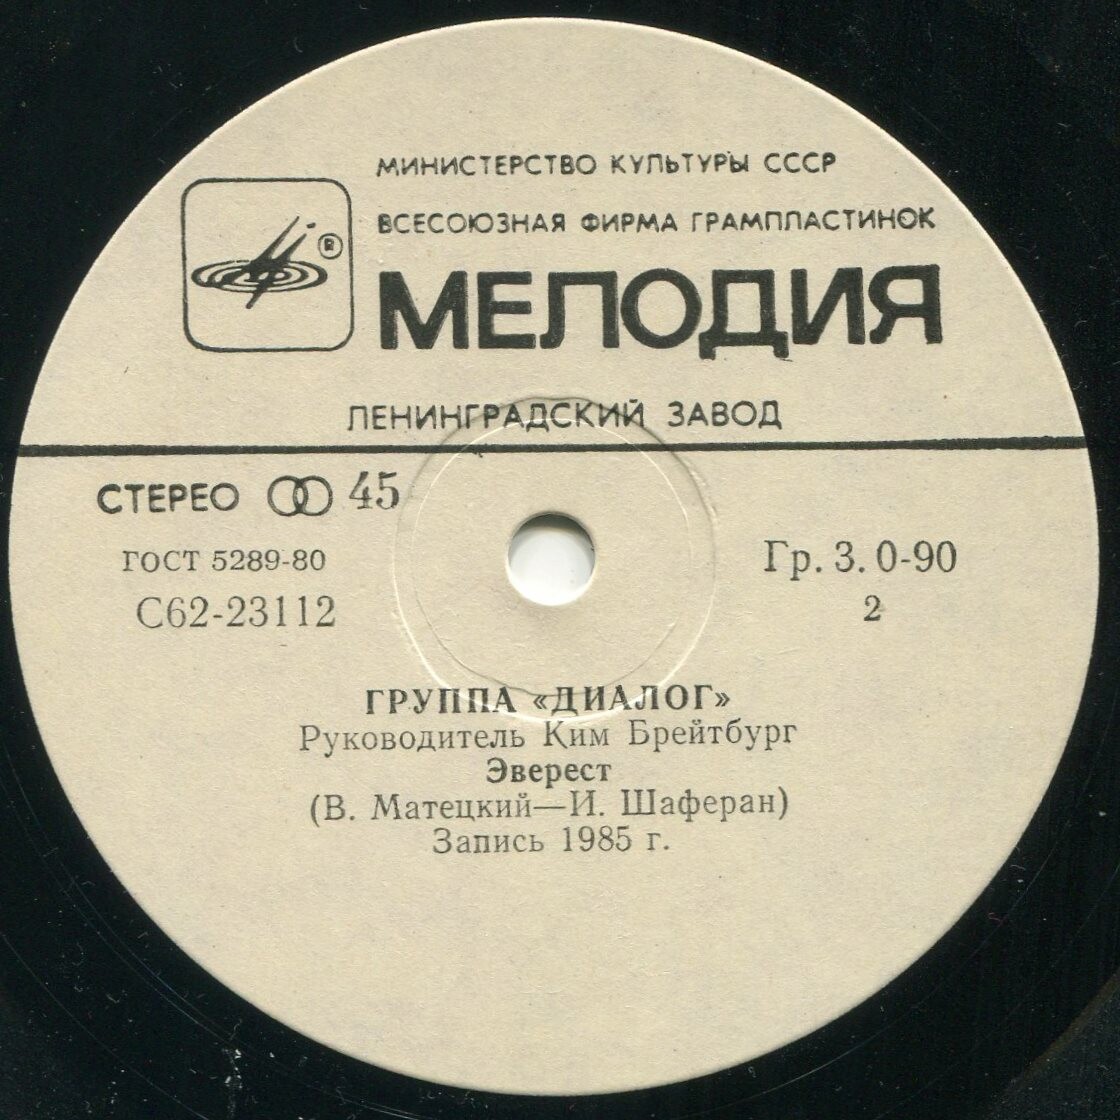 МИНИСТЕРСТВО КУЛЬТУРЫ СССР
ВСЕСОЮЗНАЯ ФИРМА ГРАМПЛАСТИНОК
®
МЕЛОДИЯ
ЛЕНИНГРАДСКИЙ ЗАВОД
СТЕРЕО 45
ГОСТ 5289-80
С62-23112
Гр. 3. 0-90
2
ГРУППА «ДИАЛОГ»
Руководитель Ким Брейтбург
Эверест
(В. Матецкий—И. Шаферан)
Запись 1985 г.